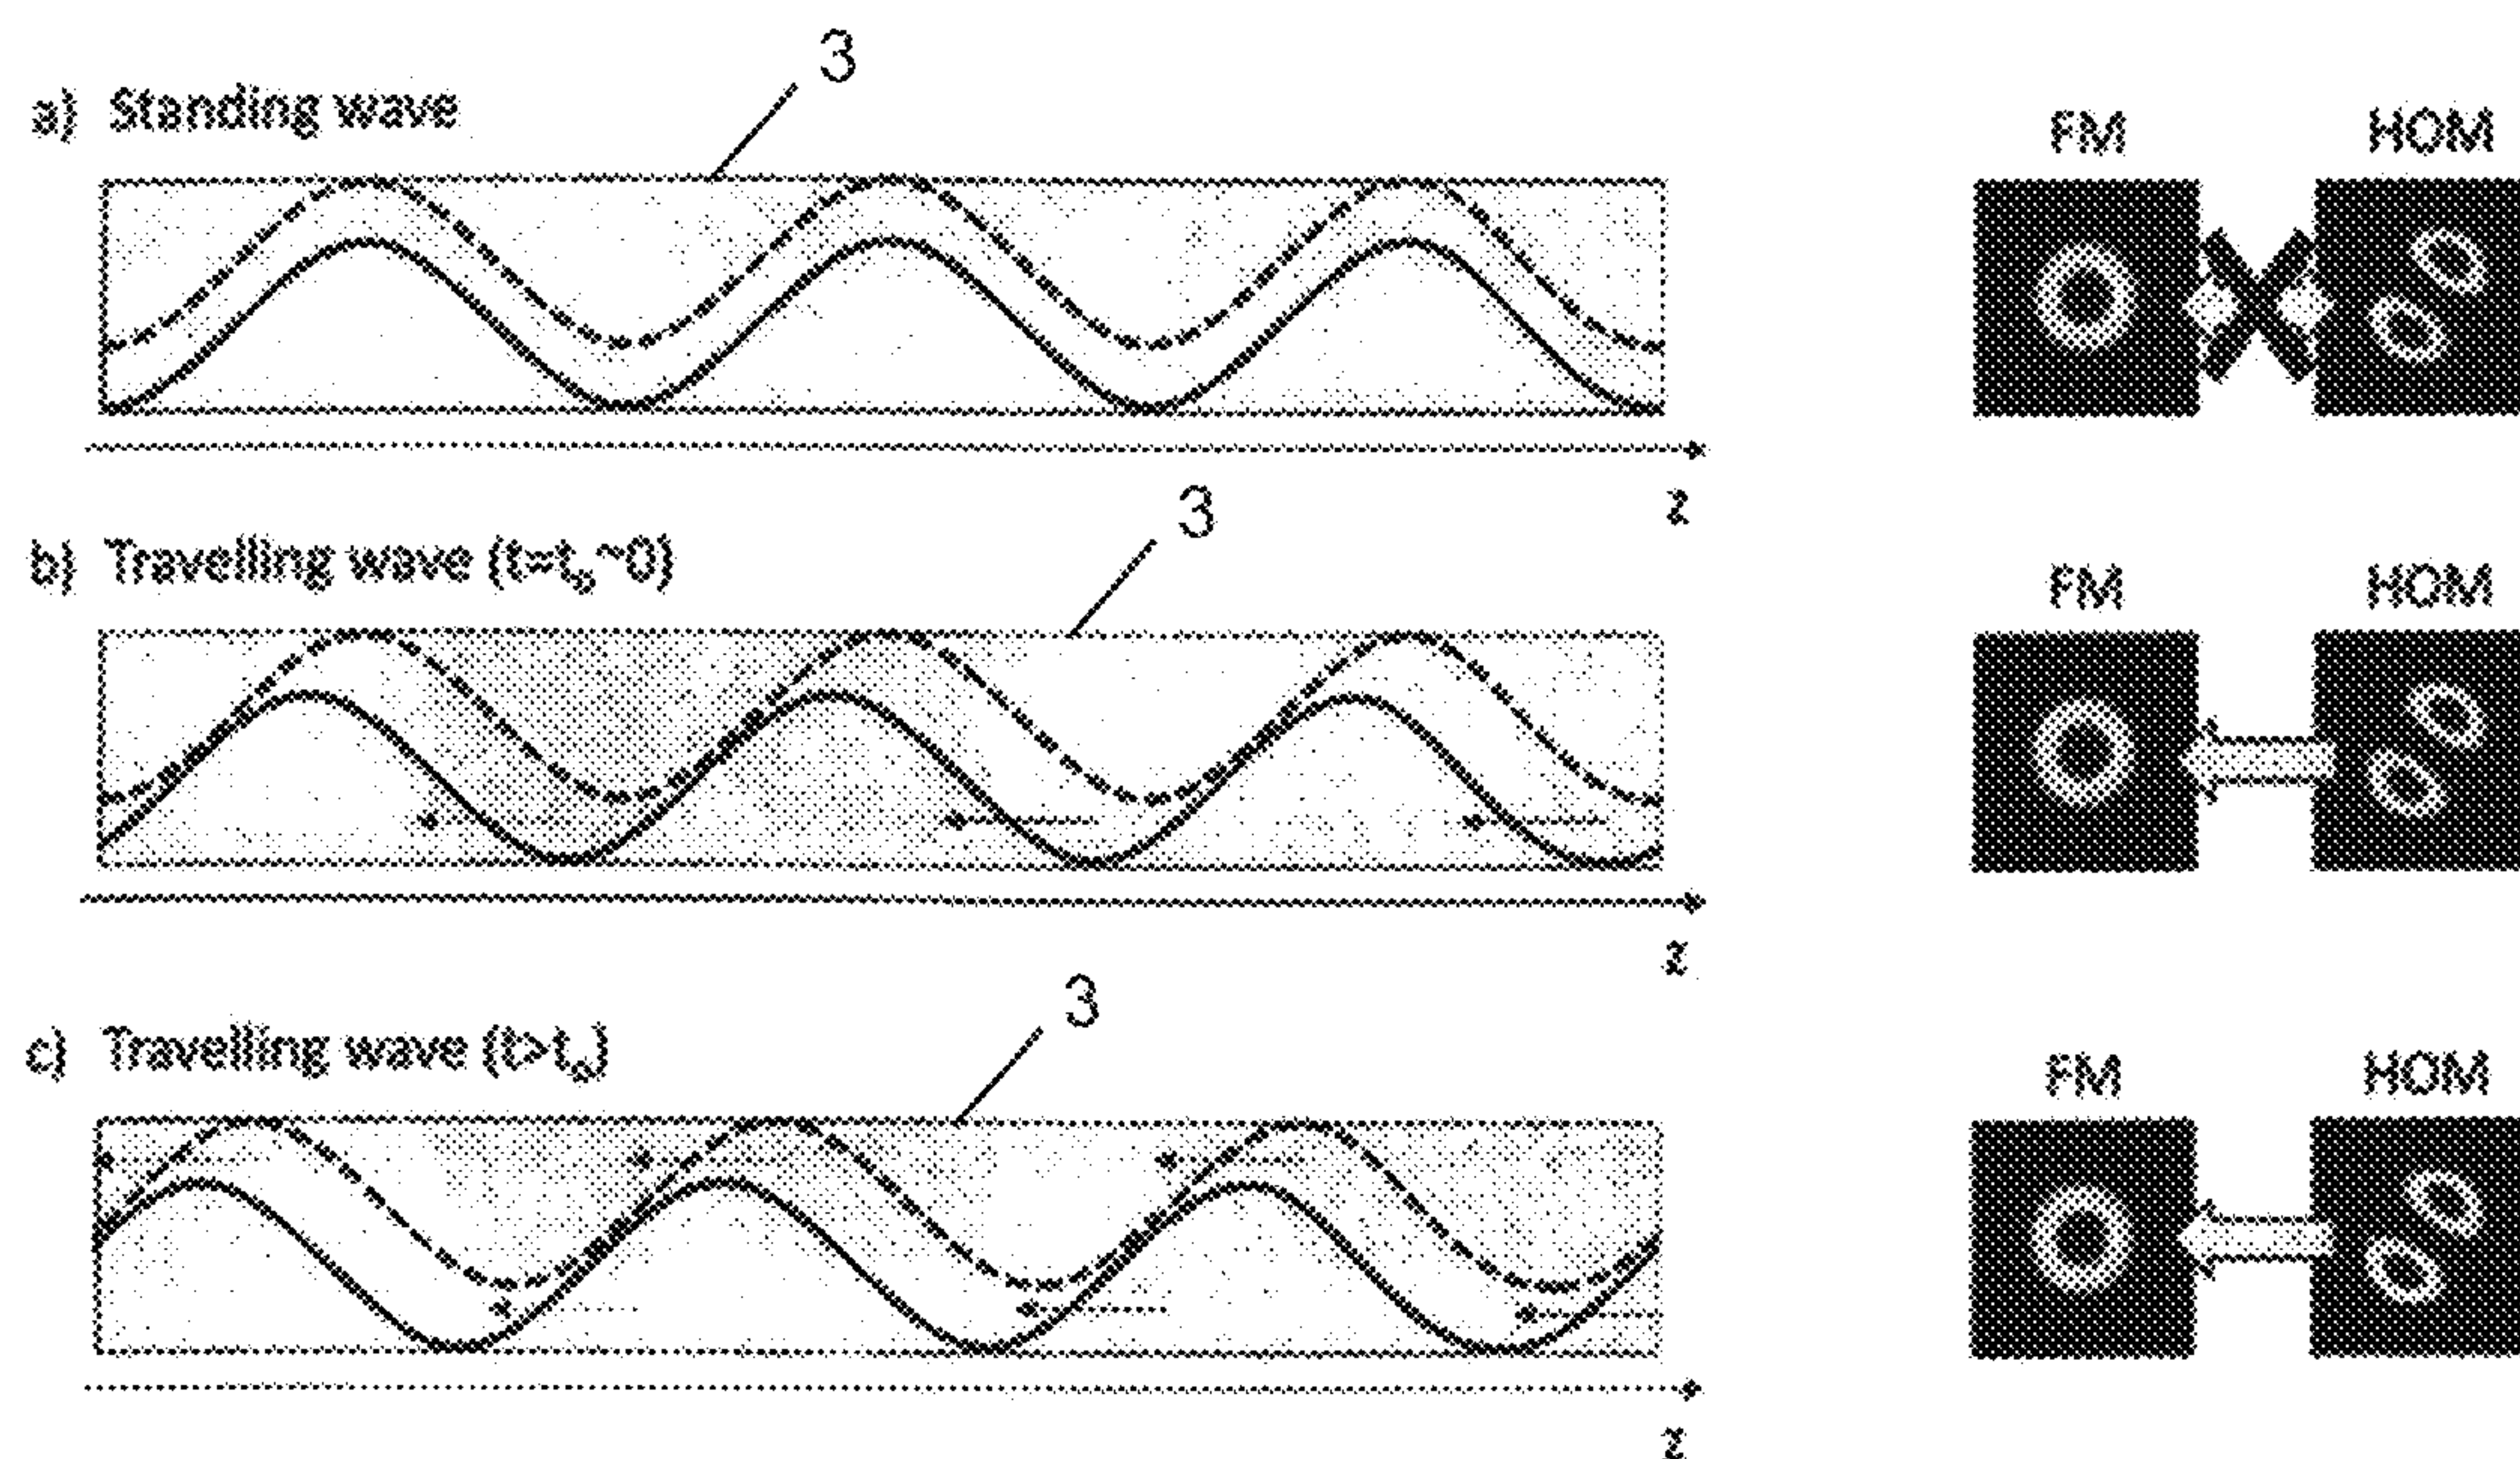 3
a) Standing wave
FM HOM
z
3
b) Travelling wave (t=t₀~0)
FM HOM
z
3
c) Travelling wave (t>t₀)
FM HOM
z